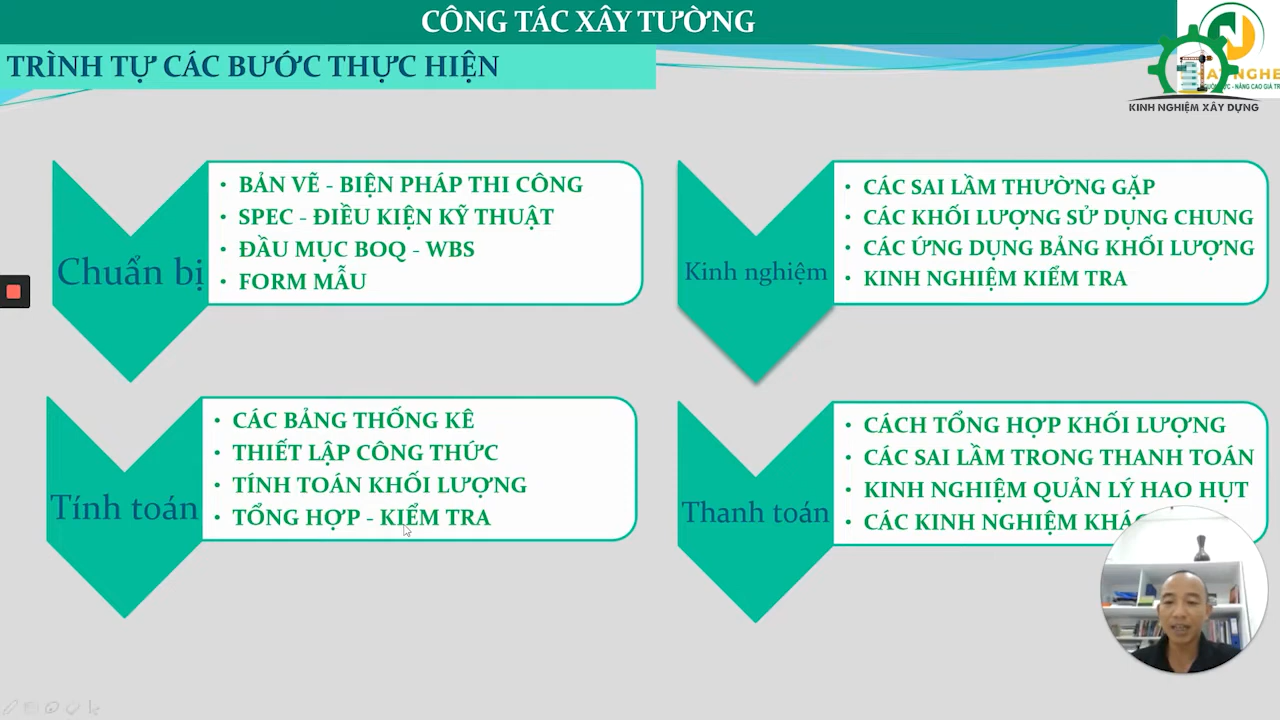 CÔNG TÁC XÂY TƯỜNG
TRÌNH TỰ CÁC BƯỚC THỰC HIỆN
KINH NGHIỆM XÂY DỰNG
Chuẩn bị
• BẢN VẼ - BIỆN PHÁP THI CÔNG
• SPEC - ĐIỀU KIỆN KỸ THUẬT
• ĐẦU MỤC BOQ - WBS
• FORM MẪU
Kinh nghiệm
• CÁC SAI LẦM THƯỜNG GẶP
• CÁC KHỐI LƯỢNG SỬ DỤNG CHUNG
• CÁC ỨNG DỤNG BẢNG KHỐI LƯỢNG
• KINH NGHIỆM KIỂM TRA
Tính toán
• CÁC BẢNG THỐNG KÊ
• THIẾT LẬP CÔNG THỨC
• TÍNH TOÁN KHỐI LƯỢNG
• TỔNG HỢP - KIỂM TRA
Thanh toán
• CÁCH TỔNG HỢP KHỐI LƯỢNG
• CÁC SAI LẦM TRONG THANH TOÁN
• KINH NGHIỆM QUẢN LÝ HAO HỤT
• CÁC KINH NGHIỆM KHÁC